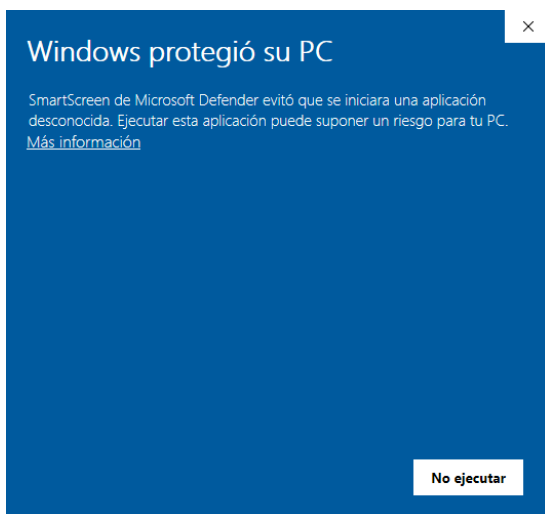 Windows protegió su PC
SmartScreen de Microsoft Defender evitó que se iniciara una aplicación
desconocida. Ejecutar esta aplicación puede suponer un riesgo para tu PC.
Más información
No ejecutar